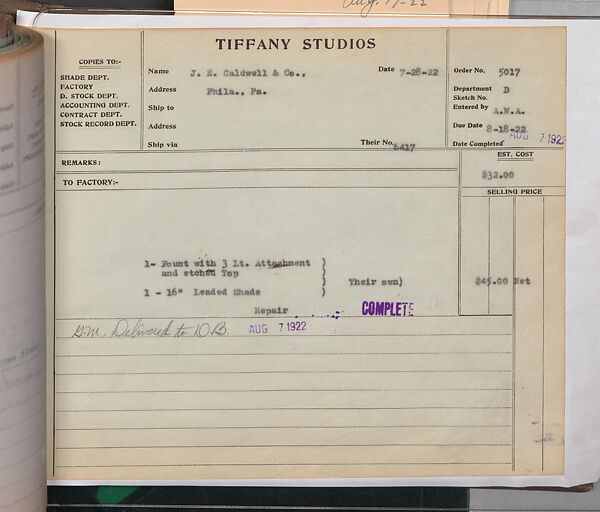 Aug. 17-22
TIFFANY STUDIOS
COPIES TO:-
SHADE DEPT.
FACTORY
D. STOCK DEPT.
ACCOUNTING DEPT.
CONTRACT DEPT.
STOCK RECORD DEPT.
Name J. E. Caldwell & Co., Date 7-28-22
Address Phila., Pa.
Ship to
Address
Ship via Their No. 6417
Order No. 5017
Department D
Sketch No.
Entered by A.M.A.
Due Date 8-18-22
Date Completed AUG 7 1922
REMARKS:
EST. COST
$32.00
TO FACTORY:-
SELLING PRICE
1- Fount with 3 Lt. Attachment )
and etched Top )
) Their own)
1 - 16" Leaded Shade )
$45.00 Net
Repair COMPLETE
G.M. Delivered to D.B. AUG 7 1922